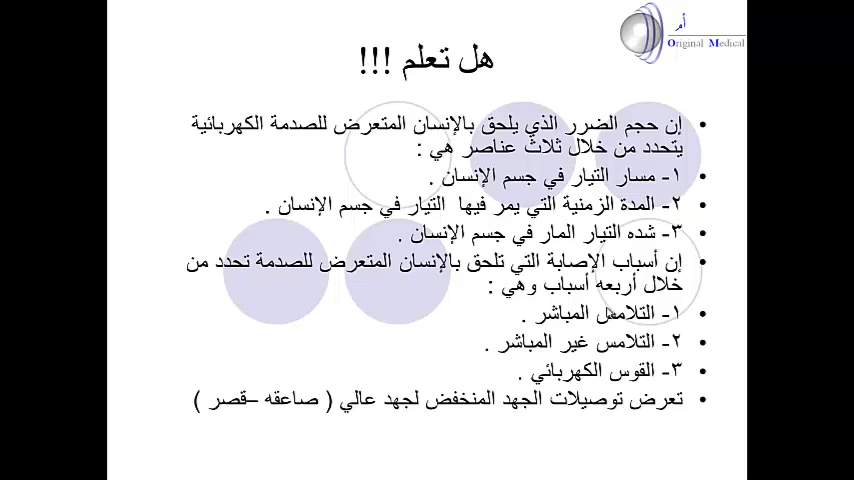 أم
Original Medical
هل تعلم !!!
• إن حجم الضرر الذي يلحق بالإنسان المتعرض للصدمة الكهربائية
يتحدد من خلال ثلاث عناصر هي :
• ١- مسار التيار في جسم الإنسان .
• ٢- المدة الزمنية التي يمر فيها التيار في جسم الإنسان .
• ٣- شده التيار المار في جسم الإنسان .
• إن أسباب الإصابة التي تلحق بالإنسان المتعرض للصدمة تحدد من
خلال أربعه أسباب وهي :
• ١- التلامس المباشر .
• ٢- التلامس غير المباشر .
• ٣- القوس الكهربائي .
• تعرض توصيلات الجهد المنخفض لجهد عالي ( صاعقه –قصر )